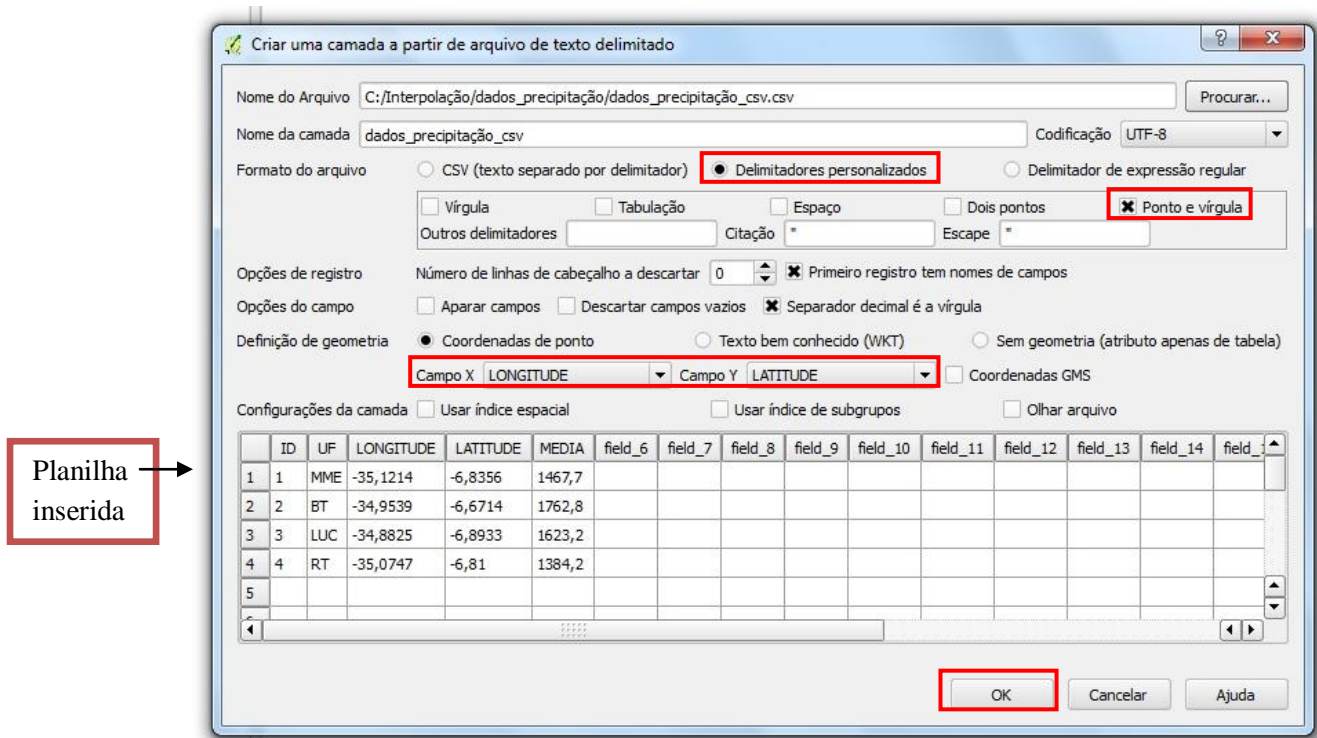 Criar uma camada a partir de arquivo de texto delimitado
Nome do Arquivo C:/Interpolação/dados_precipitação/dados_precipitação_csv.csv Procurar...
Nome da camada dados_precipitação_csv Codificação UTF-8
Formato do arquivo CSV (texto separado por delimitador) Delimitadores personalizados Delimitador de expressão regular
Vírgula Tabulação Espaço Dois pontos Ponto e vírgula
Outros delimitadores Citação " Escape "
Opções de registro Número de linhas de cabeçalho a descartar 0 Primeiro registro tem nomes de campos
Opções do campo Aparar campos Descartar campos vazios Separador decimal é a vírgula
Definição de geometria Coordenadas de ponto Texto bem conhecido (WKT) Sem geometria (atributo apenas de tabela)
Campo X LONGITUDE Campo Y LATITUDE Coordenadas GMS
Configurações da camada Usar índice espacial Usar índice de subgrupos Olhar arquivo
ID UF LONGITUDE LATITUDE MEDIA field_6 field_7 field_8 field_9 field_10 field_11 field_12 field_13 field_14 field_1
1 1 MME -35,1214 -6,8356 1467,7
2 2 BT -34,9539 -6,6714 1762,8
3 3 LUC -34,8825 -6,8933 1623,2
4 4 RT -35,0747 -6,81 1384,2
5
Planilha
inserida
OK Cancelar Ajuda